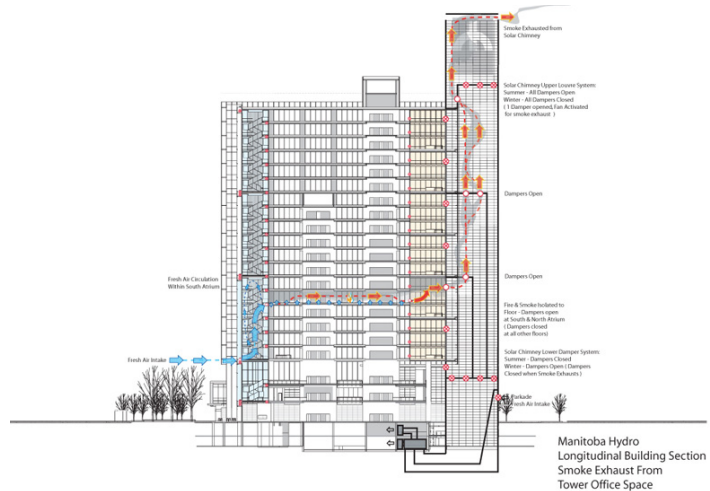 Smoke Exhausted from
Solar Chimney
Solar Chimney Upper Louvre System:
Summer - All Dampers Open
Winter - All Dampers Closed
( 1 Damper opened, Fan Activated
for smoke exhaust )
Dampers Open
Fresh Air Circulation
Within South Atrium
Dampers Open
Fire & Smoke Isolated to
Floor - Dampers open
at South & North Atrium
( Dampers closed
at all other floors)
Fresh Air Intake
Solar Chimney Lower Damper System:
Summer - Dampers Closed
Winter - Dampers Open ( Dampers
Closed when Smoke Exhausts )
Parkade
Fresh Air Intake
Manitoba Hydro
Longitudinal Building Section
Smoke Exhaust From
Tower Office Space